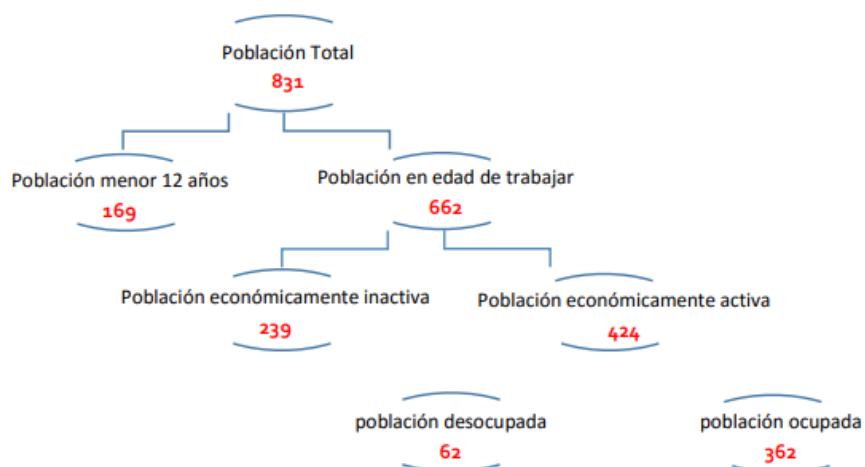 Población Total
831
Población menor 12 años
169
Población en edad de trabajar
662
Población económicamente inactiva
239
Población económicamente activa
424
población desocupada
62
población ocupada
362